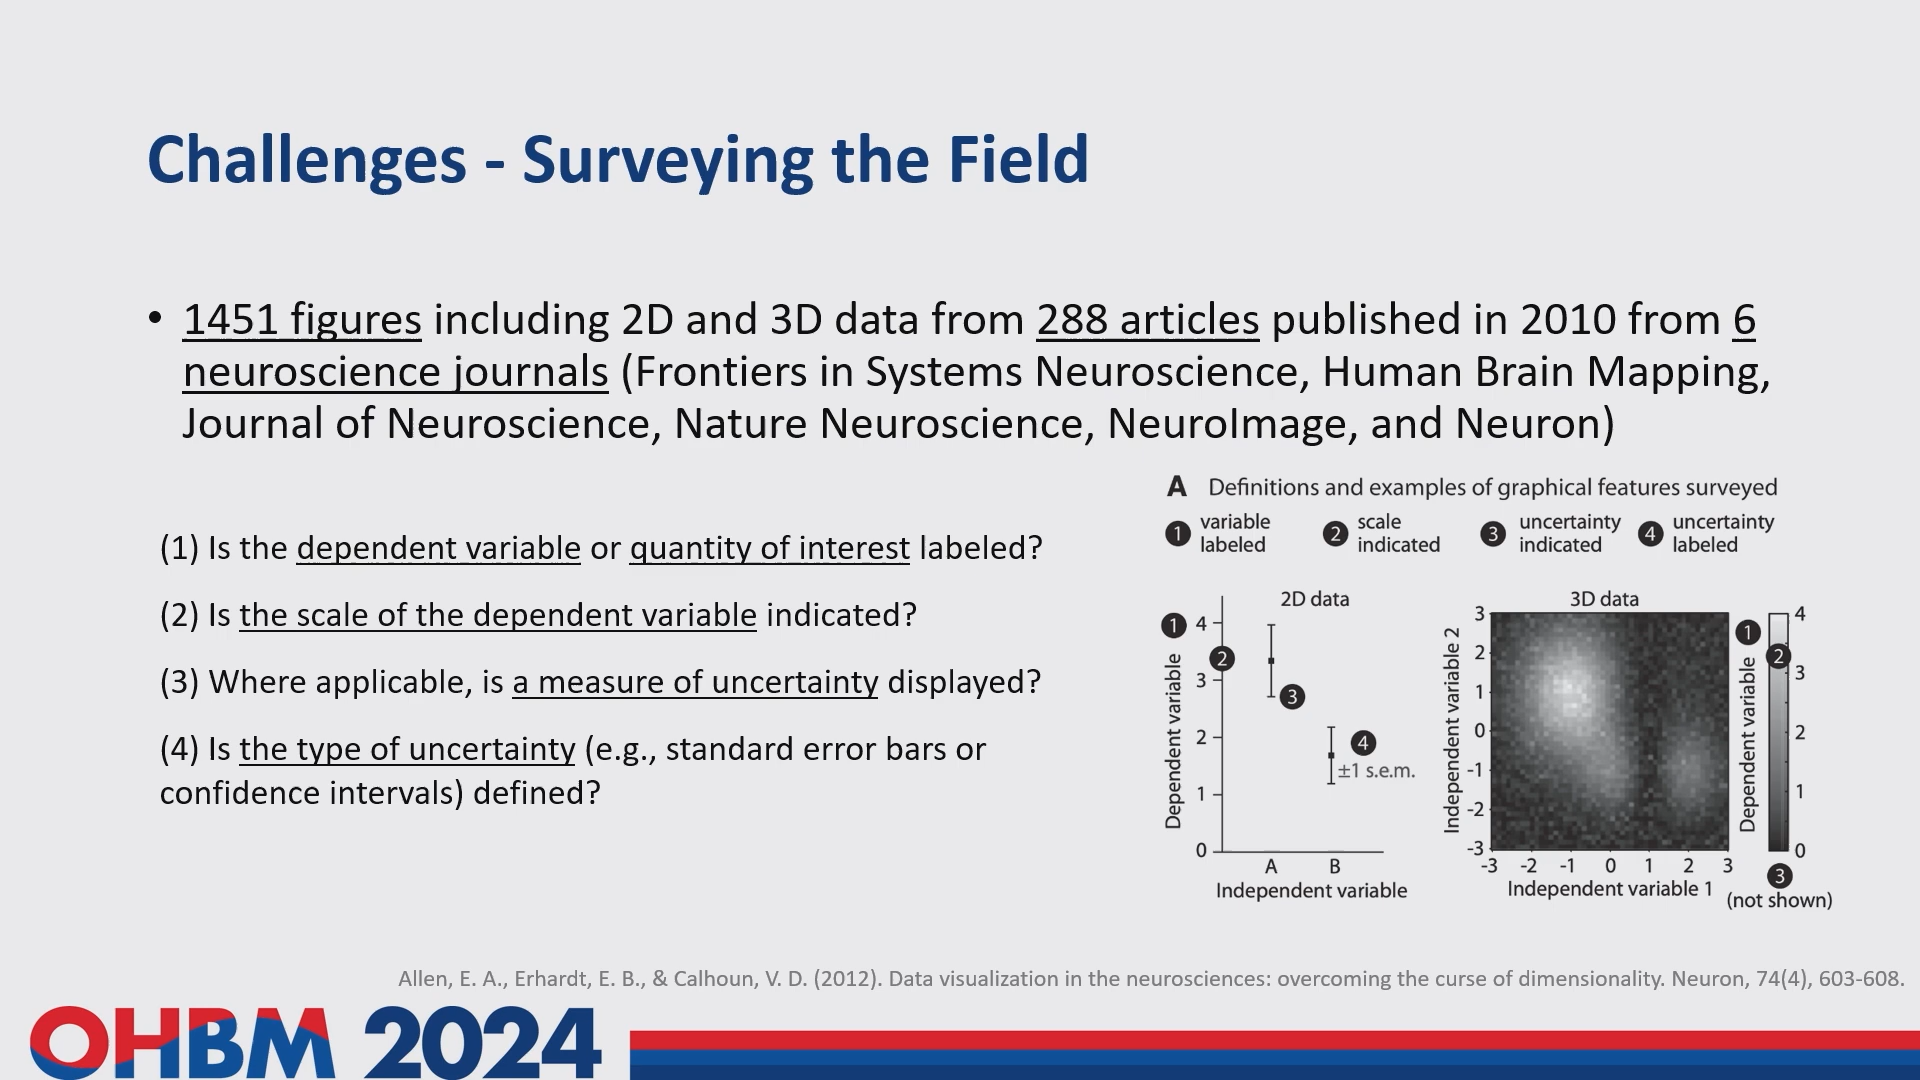 Challenges - Surveying the Field
• 1451 figures including 2D and 3D data from 288 articles published in 2010 from 6
neuroscience journals (Frontiers in Systems Neuroscience, Human Brain Mapping,
Journal of Neuroscience, Nature Neuroscience, NeuroImage, and Neuron)
(1) Is the dependent variable or quantity of interest labeled?
(2) Is the scale of the dependent variable indicated?
(3) Where applicable, is a measure of uncertainty displayed?
(4) Is the type of uncertainty (e.g., standard error bars or
confidence intervals) defined?
A Definitions and examples of graphical features surveyed
1 variable labeled
2 scale indicated
3 uncertainty indicated
4 uncertainty labeled
2D data
1
2
3
4
±1 s.e.m.
Dependent variable
4
3
2
1
0
A B
Independent variable
3D data
Independent variable 2
3
2
1
0
-1
-2
-3
-3 -2 -1 0 1 2 3
Independent variable 1
1
2
Dependent variable
4
3
2
1
0
3
(not shown)
Allen, E. A., Erhardt, E. B., & Calhoun, V. D. (2012). Data visualization in the neurosciences: overcoming the curse of dimensionality. Neuron, 74(4), 603-608.
OHBM 2024